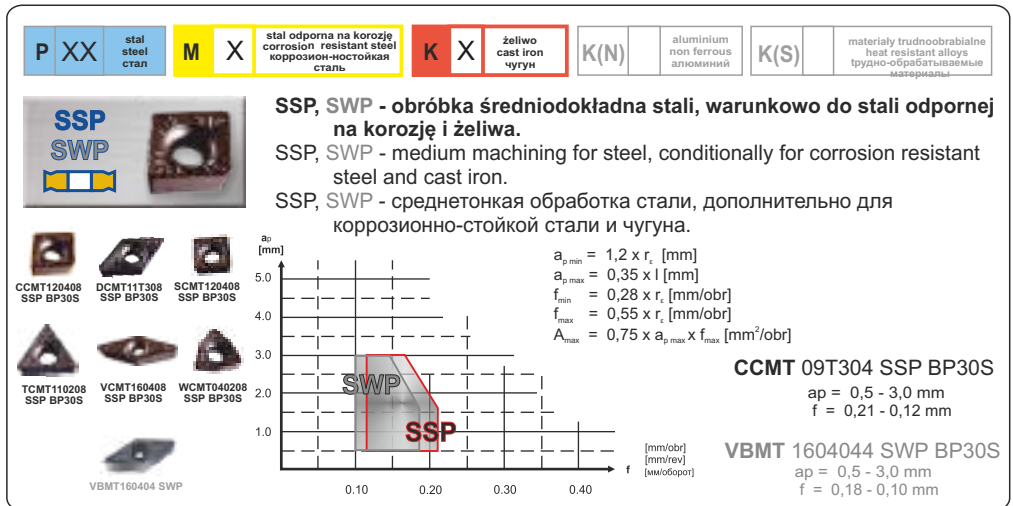 P XX stal
steel
стал
M X stal odporna na korozję
corrosion resistant steel
коррозион-ностойкая
сталь
K X żeliwo
cast iron
чугун
K(N) aluminium
non ferrous
алюминий
K(S) materiały trudnoobrabialne
heat resistant alloys
трудно-обрабатываемые
материалы
SSP
SWP
SSP, SWP - obróbka średniodokładna stali, warunkowo do stali odpornej
na korozję i żeliwa.
SSP, SWP - medium machining for steel, conditionally for corrosion resistant
steel and cast iron.
SSP, SWP - среднетонкая обработка стали, дополнительно для
коррозионно-стойкой стали и чугуна.
CCMT120408
SSP BP30S
DCMT11T308
SSP BP30S
SCMT120408
SSP BP30S
TCMT110208
SSP BP30S
VCMT160408
SSP BP30S
WCMT040208
SSP BP30S
VBMT160404 SWP
ap
[mm]
5.0
4.0
3.0
2.0
1.0
SWP
SSP
0.10 0.20 0.30 0.40
f
[mm/obr]
[mm/rev]
[мм/оборот]
ap min = 1,2 x rε [mm]
ap max = 0,35 x l [mm]
fmin = 0,28 x rε [mm/obr]
fmax = 0,55 x rε [mm/obr]
Amax = 0,75 x ap max x fmax [mm²/obr]
CCMT 09T304 SSP BP30S
ap = 0,5 - 3,0 mm
f = 0,21 - 0,12 mm
VBMT 1604044 SWP BP30S
ap = 0,5 - 3,0 mm
f = 0,18 - 0,10 mm